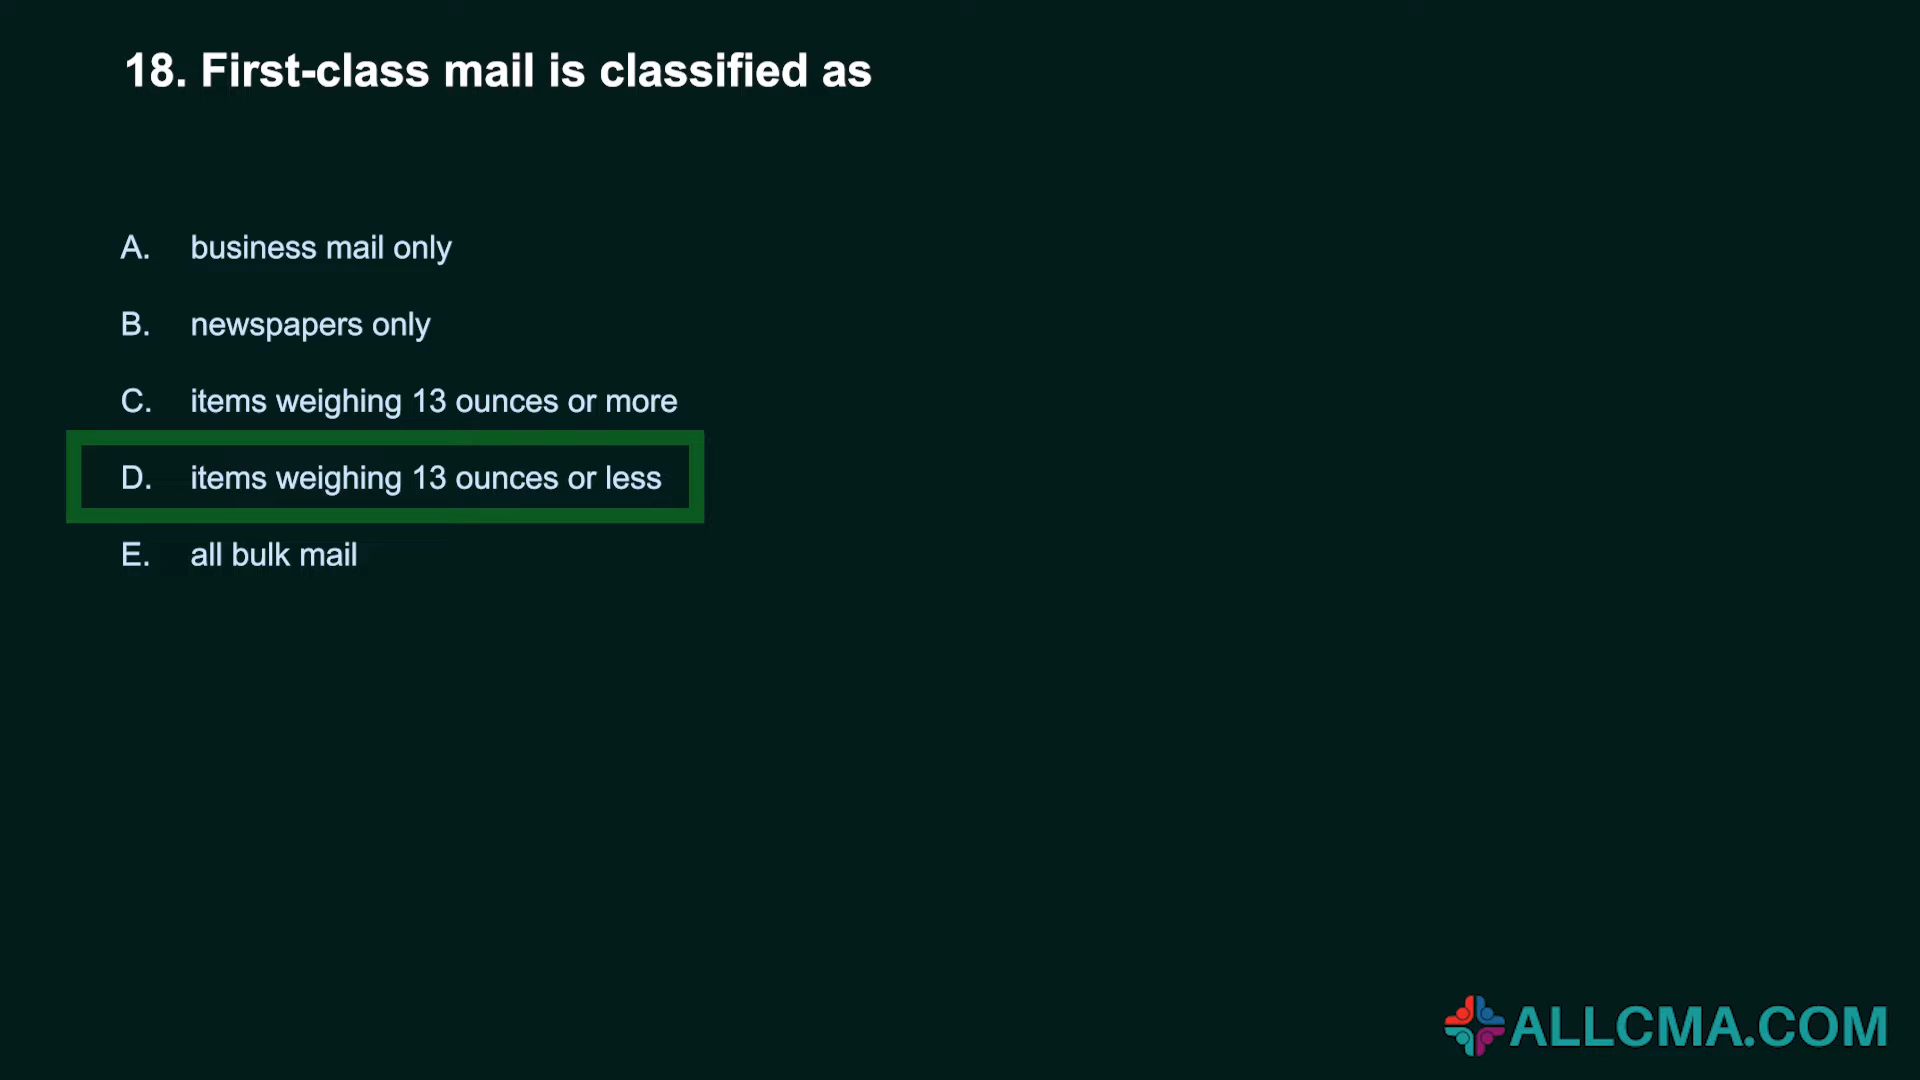 18. First-class mail is classified as
A. business mail only
B. newspapers only
C. items weighing 13 ounces or more
D. items weighing 13 ounces or less
E. all bulk mail
ALLCMA.COM